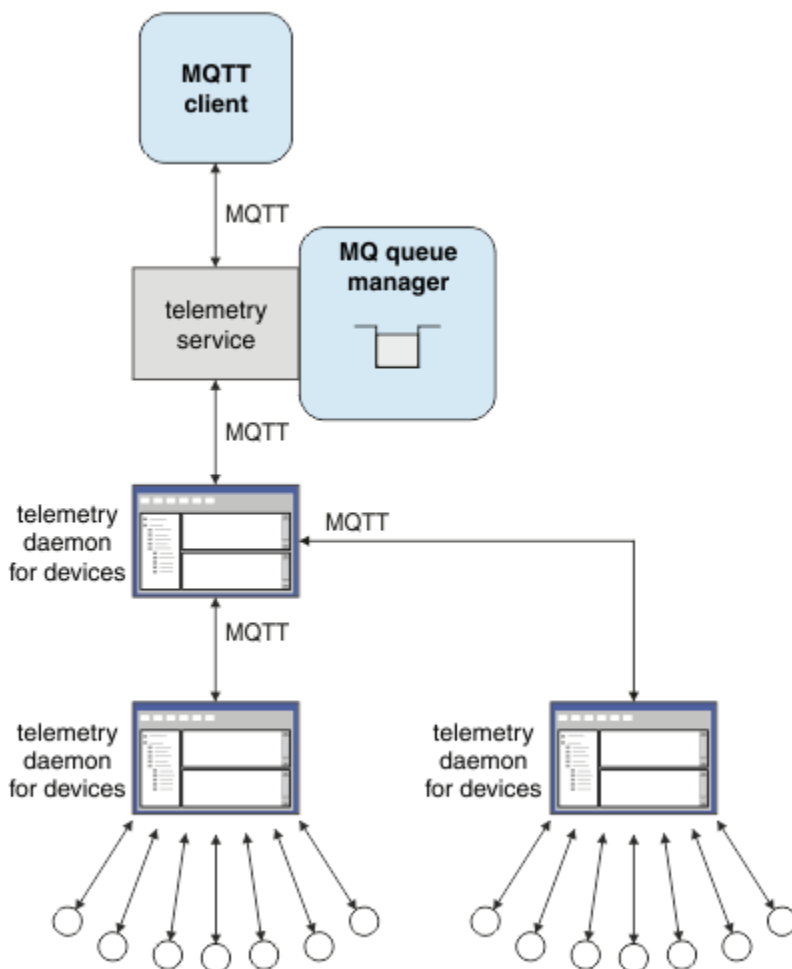 MQTT
client
MQTT
MQ queue
manager
telemetry
service
MQTT
telemetry
daemon
for devices
MQTT
MQTT
telemetry
daemon
for devices
telemetry
daemon
for devices